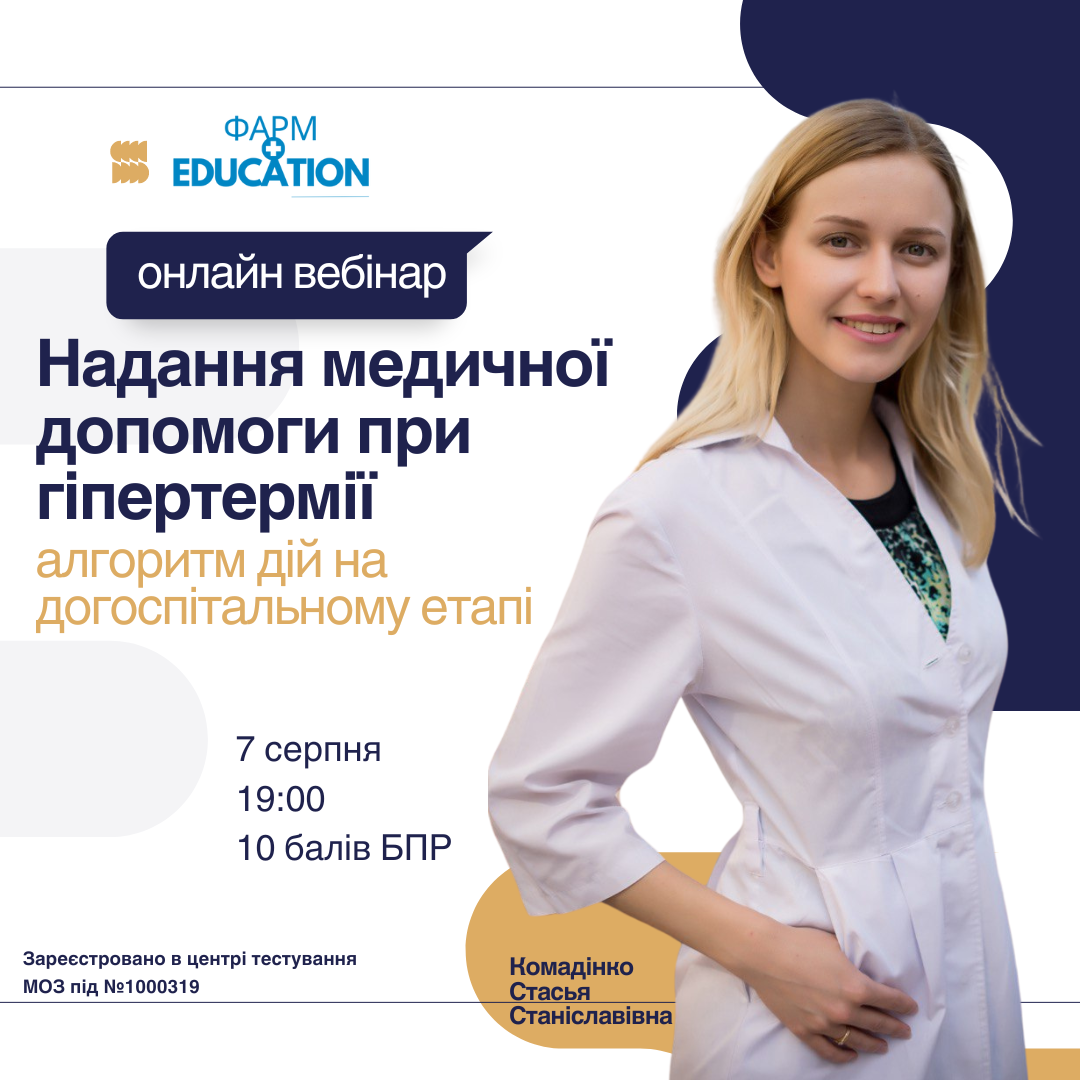 ФАРМ
EDUCATION
онлайн вебінар
Надання медичної
допомоги при
гіпертермії
алгоритм дій на
догоспітальному етапі
7 серпня
19:00
10 балів БПР
Зареєстровано в центрі тестування
МОЗ під №1000319
Комадінко
Стасья
Станіславівна